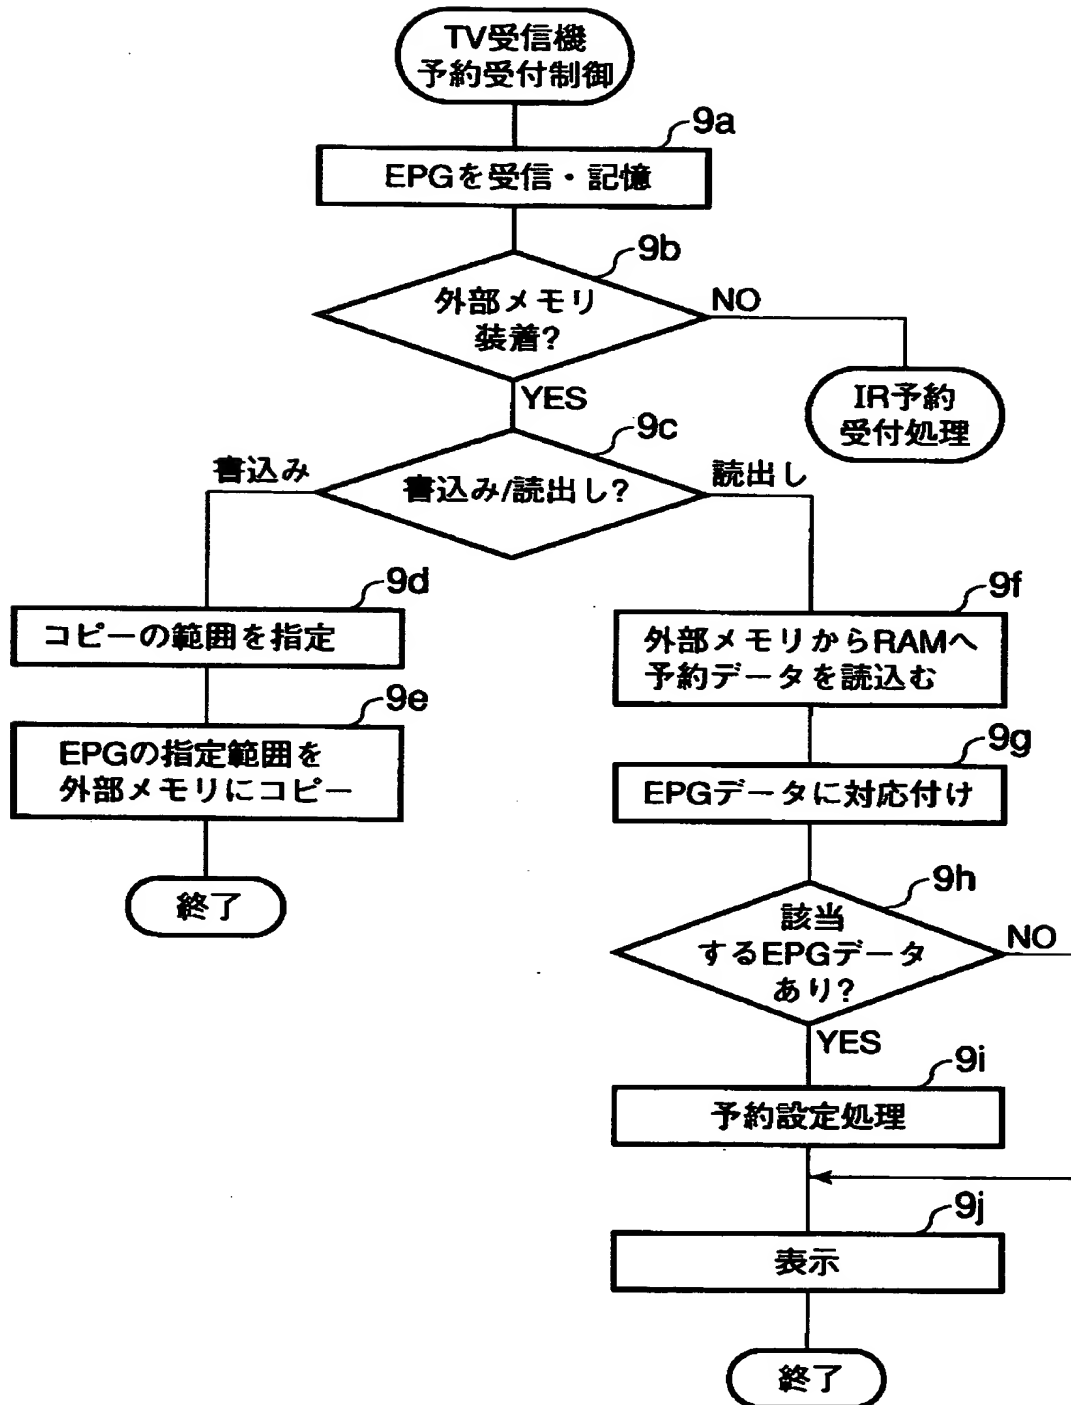 TV受信機
予約受付制御
9a
EPGを受信・記憶
9b
外部メモリ
装着?
NO
IR予約
受付処理
YES
9c
書込み/読出し?
書込み
読出し
9d
コピーの範囲を指定
9e
EPGの指定範囲を
外部メモリにコピー
終了
9f
外部メモリからRAMへ
予約データを読込む
9g
EPGデータに対応付け
9h
該当
するEPGデータ
あり?
NO
YES
9i
予約設定処理
9j
表示
終了